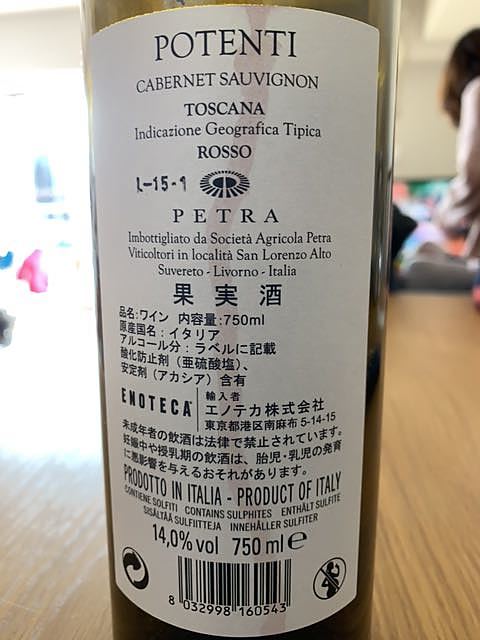 POTENTI
CABERNET SAUVIGNON
TOSCANA
Indicazione Geografica Tipica
ROSSO
L-15-1
PETRA
Imbottigliato da Società Agricola Petra
Viticoltori in località San Lorenzo Alto
Suvereto - Livorno - Italia
果実酒
品名:ワイン 内容量:750ml
原産国名:イタリア
アルコール分:ラベルに記載
酸化防止剤(亜硫酸塩)、
安定剤(アカシア)含有
ENOTECA 輸入者
エノテカ株式会社
東京都港区南麻布 5-14-15
未成年者の飲酒は法律で禁止されています。
妊娠中や授乳期の飲酒は、胎児・乳児の発育
に悪影響を与えるおそれがあります。
PRODOTTO IN ITALIA - PRODUCT OF ITALY
CONTIENE SOLFITI CONTAINS SULPHITES ENTHÄLT SULFITE
SISÄLTÄÄ SULFIITTEJA INNEHÅLLER SULFITER
14,0% vol 750 ml e
8 032998 160543